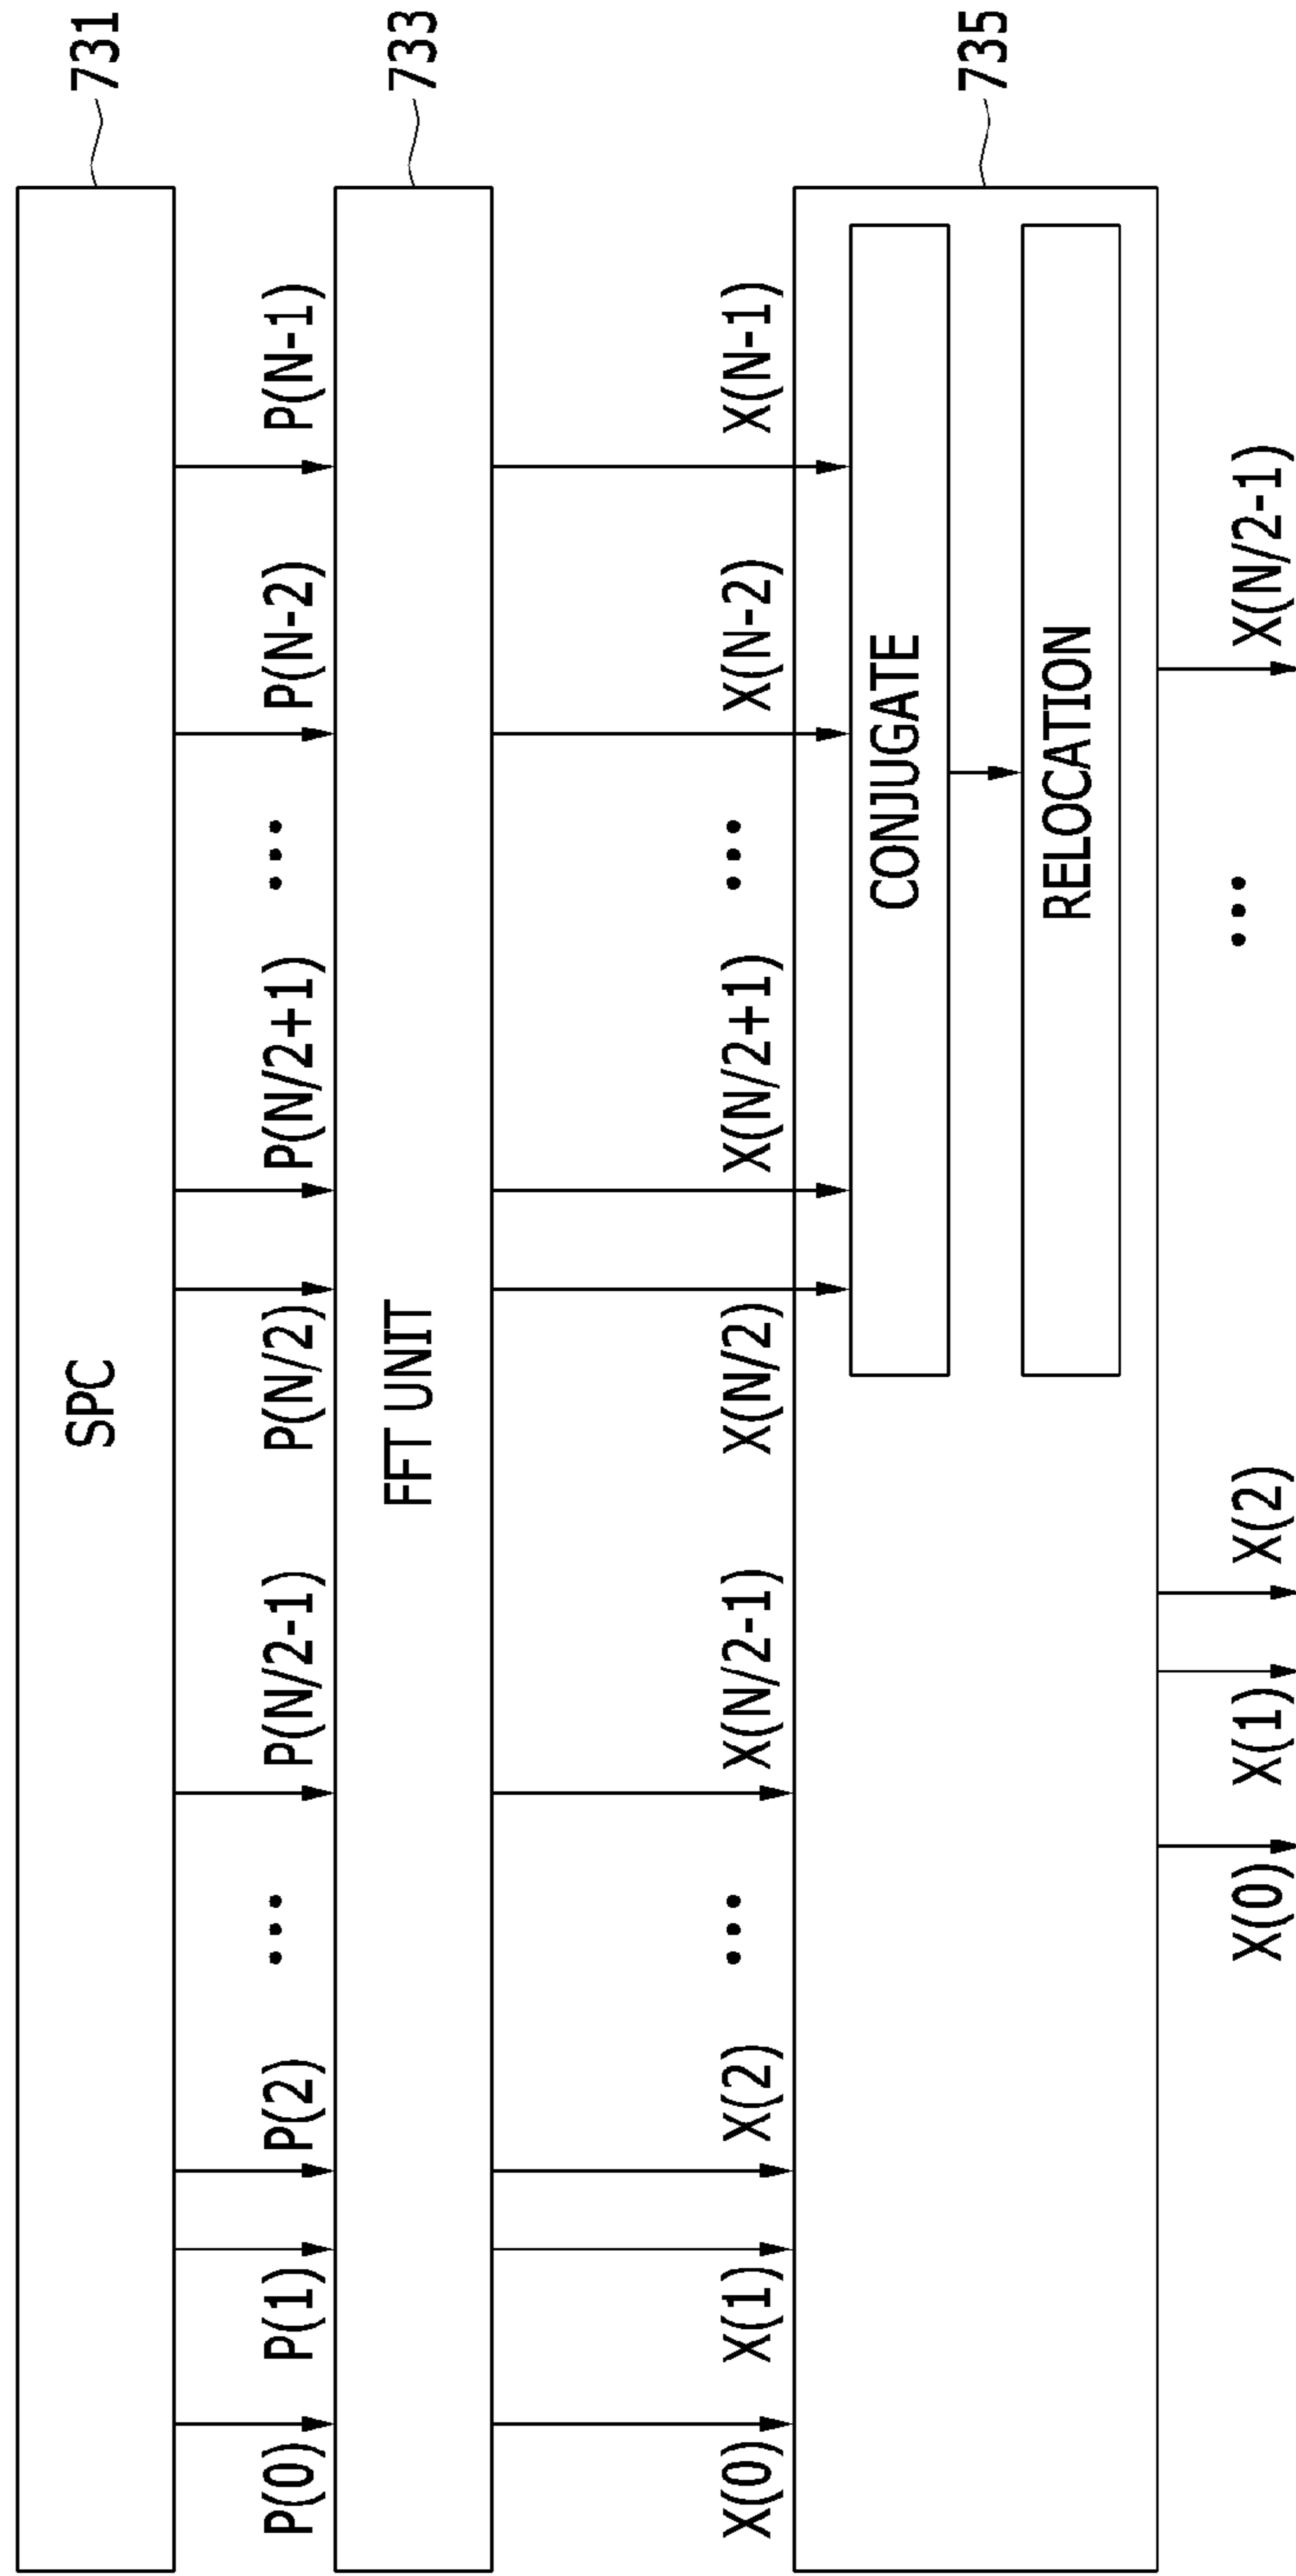 SPC
731
P(0)
P(1)
P(2)
...
P(N/2-1)
P(N/2)
P(N/2+1)
...
P(N-2)
P(N-1)
FFT UNIT
733
X(0)
X(1)
X(2)
...
X(N/2-1)
X(N/2)
X(N/2+1)
...
X(N-2)
X(N-1)
735
CONJUGATE
RELOCATION
X(0)
X(1)
X(2)
...
X(N/2-1)